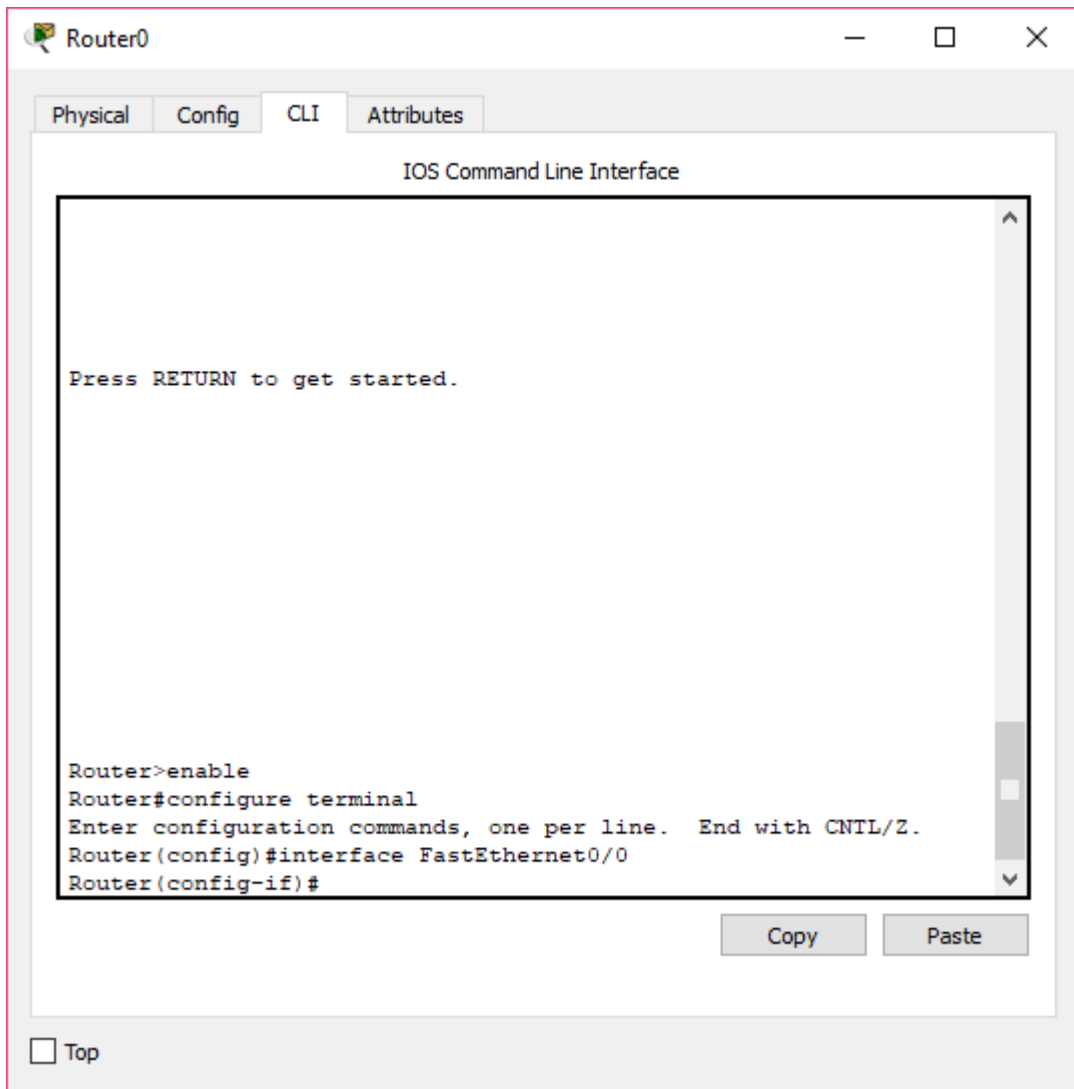 Router0
Physical Config CLI Attributes
IOS Command Line Interface
Press RETURN to get started.
Router>enable
Router#configure terminal
Enter configuration commands, one per line.  End with CNTL/Z.
Router(config)#interface FastEthernet0/0
Router(config-if)#
Copy Paste
Top